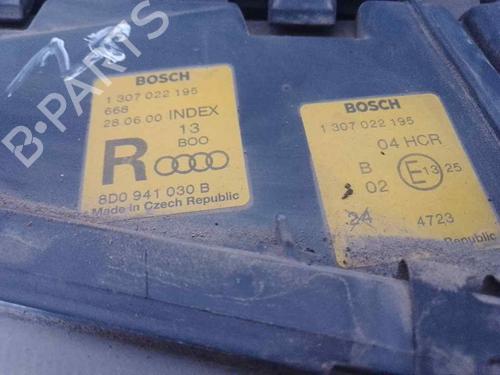 BOSCH
1 307 022 195
668
28.06.00 INDEX
13
BOO
R
8D0 941 030 B
Made in Czech Republic
BOSCH
1 307 022 195
04 HCR
B
E 13 25
02
24 4723
Republic
B-PARTS